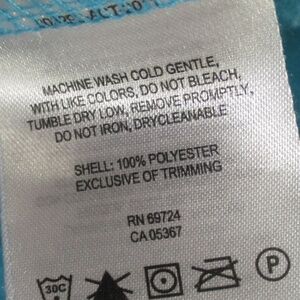 MACHINE WASH COLD GENTLE,
WITH LIKE COLORS, DO NOT BLEACH,
TUMBLE DRY LOW, REMOVE PROMPTLY,
DO NOT IRON, DRYCLEANABLE
SHELL: 100% POLYESTER
EXCLUSIVE OF TRIMMING
RN 69724
CA 05367
30C P